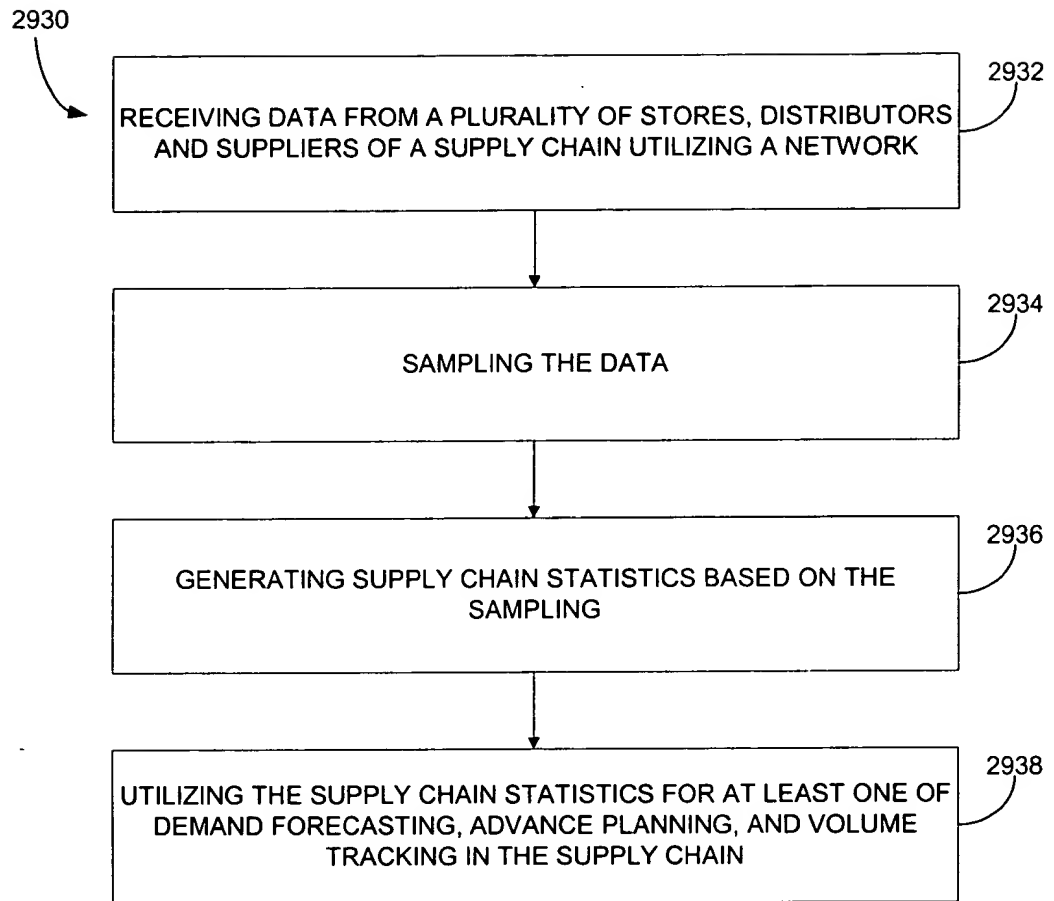 2930
2932
RECEIVING DATA FROM A PLURALITY OF STORES, DISTRIBUTORS
AND SUPPLIERS OF A SUPPLY CHAIN UTILIZING A NETWORK
2934
SAMPLING THE DATA
2936
GENERATING SUPPLY CHAIN STATISTICS BASED ON THE
SAMPLING
2938
UTILIZING THE SUPPLY CHAIN STATISTICS FOR AT LEAST ONE OF
DEMAND FORECASTING, ADVANCE PLANNING, AND VOLUME
TRACKING IN THE SUPPLY CHAIN